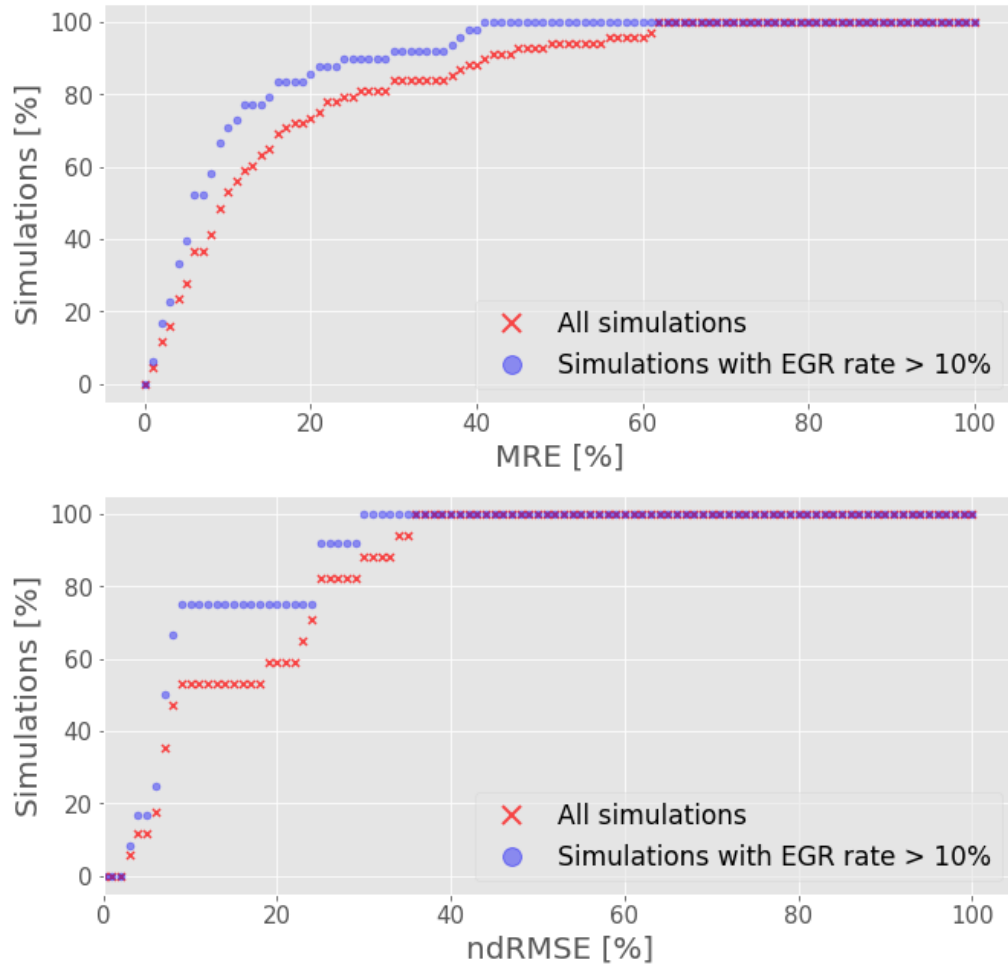 100
80
60
40
20
0
Simulations [%]
All simulations
Simulations with EGR rate > 10%
0 20 40 60 80 100
MRE [%]
100
80
60
40
20
0
Simulations [%]
All simulations
Simulations with EGR rate > 10%
0 20 40 60 80 100
ndRMSE [%]